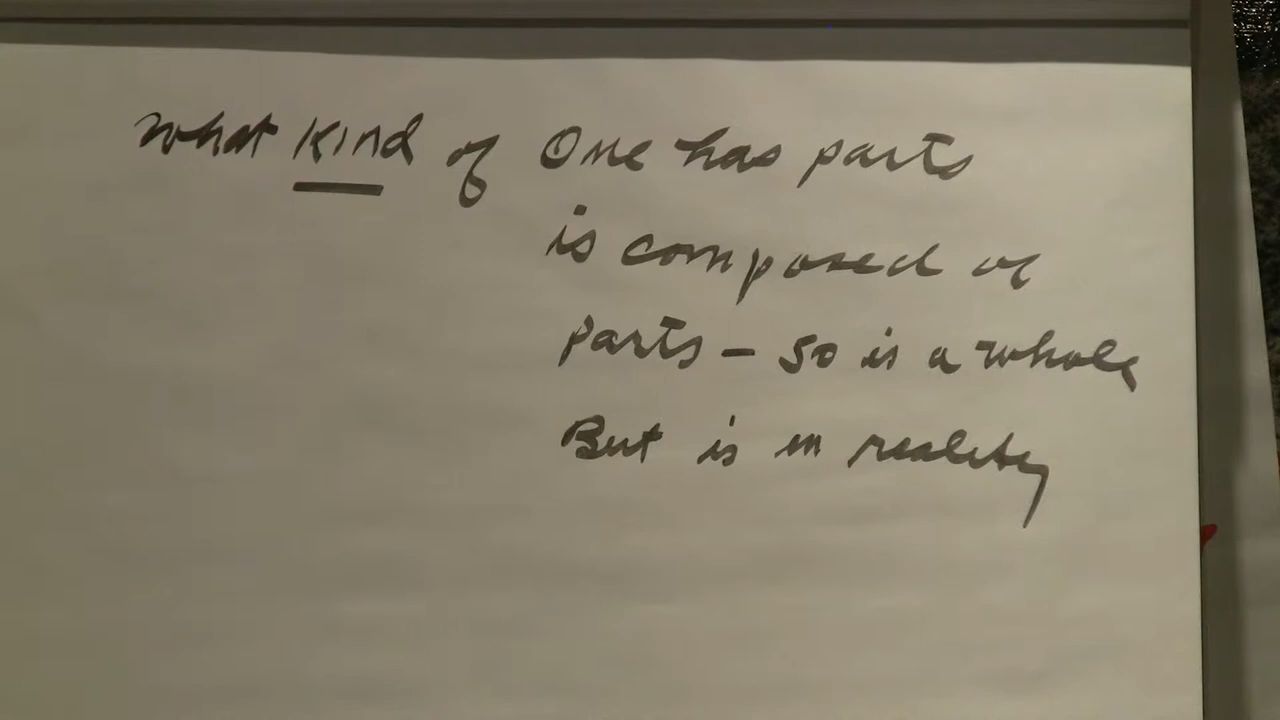 What Kind of One has parts
is composed of
parts – so is a whole
But is in reality